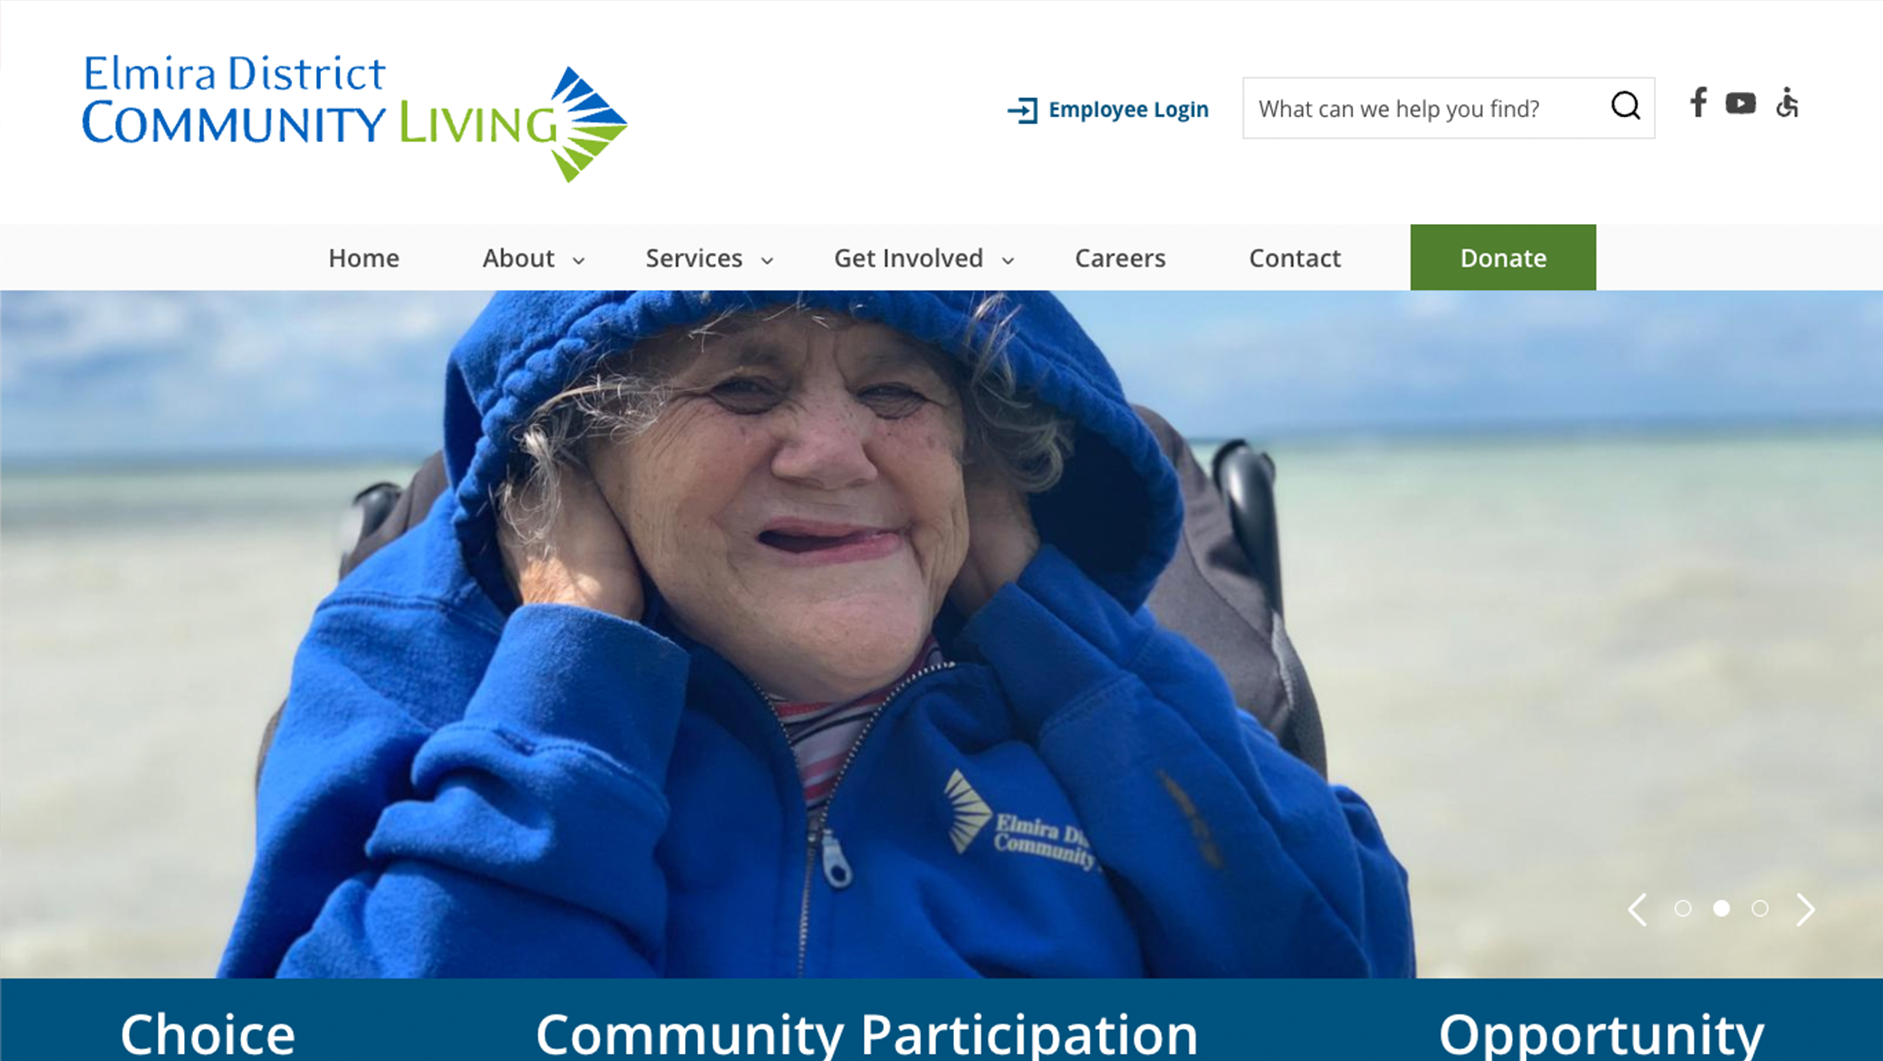 Elmira District
COMMUNITY LIVING
Employee Login
What can we help you find?
Home
About
Services
Get Involved
Careers
Contact
Donate
Elmira
Community
Choice
Community Participation
Opportunity